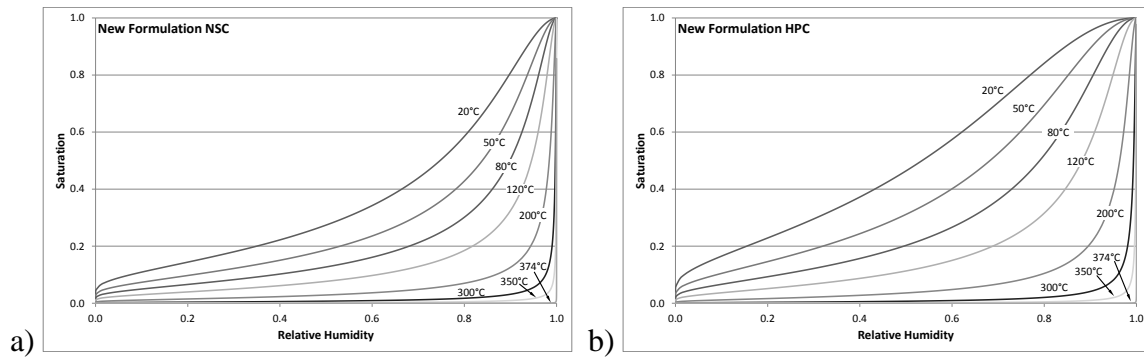 New Formulation NSC
1.0
0.8
0.6
0.4
0.2
0.0
Saturation
20°C
50°C
80°C
120°C
200°C
374°C
350°C
300°C
0.0 0.2 0.4 0.6 0.8 1.0
Relative Humidity
a)
New Formulation HPC
1.0
0.8
0.6
0.4
0.2
0.0
Saturation
20°C
50°C
80°C
120°C
200°C
374°C
350°C
300°C
0.0 0.2 0.4 0.6 0.8 1.0
Relative Humidity
b)